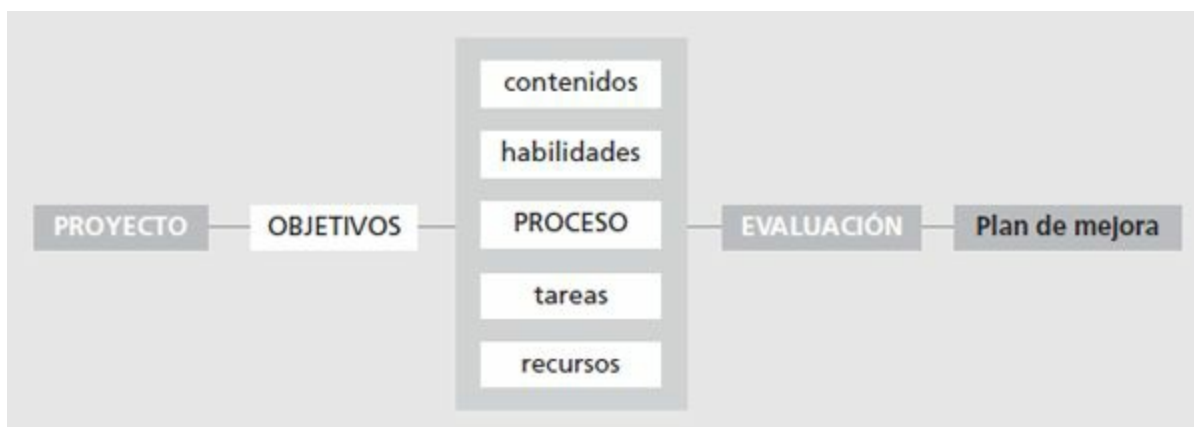 contenidos
habilidades
PROYECTO
OBJETIVOS
PROCESO
EVALUACIÓN
Plan de mejora
tareas
recursos